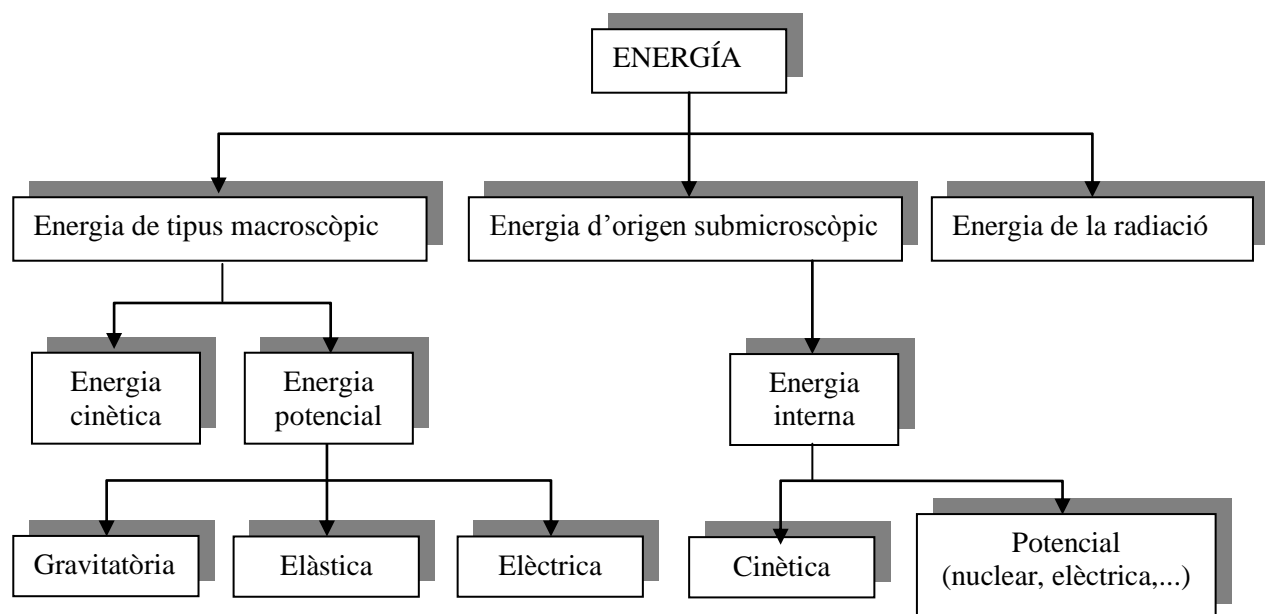 ENERGÍA
Energia de tipus macroscòpic
Energia d’origen submicroscòpic
Energia de la radiació
Energia
cinètica
Energia
potencial
Energia
interna
Gravitatòria
Elàstica
Elèctrica
Cinètica
Potencial
(nuclear, elèctrica,...)